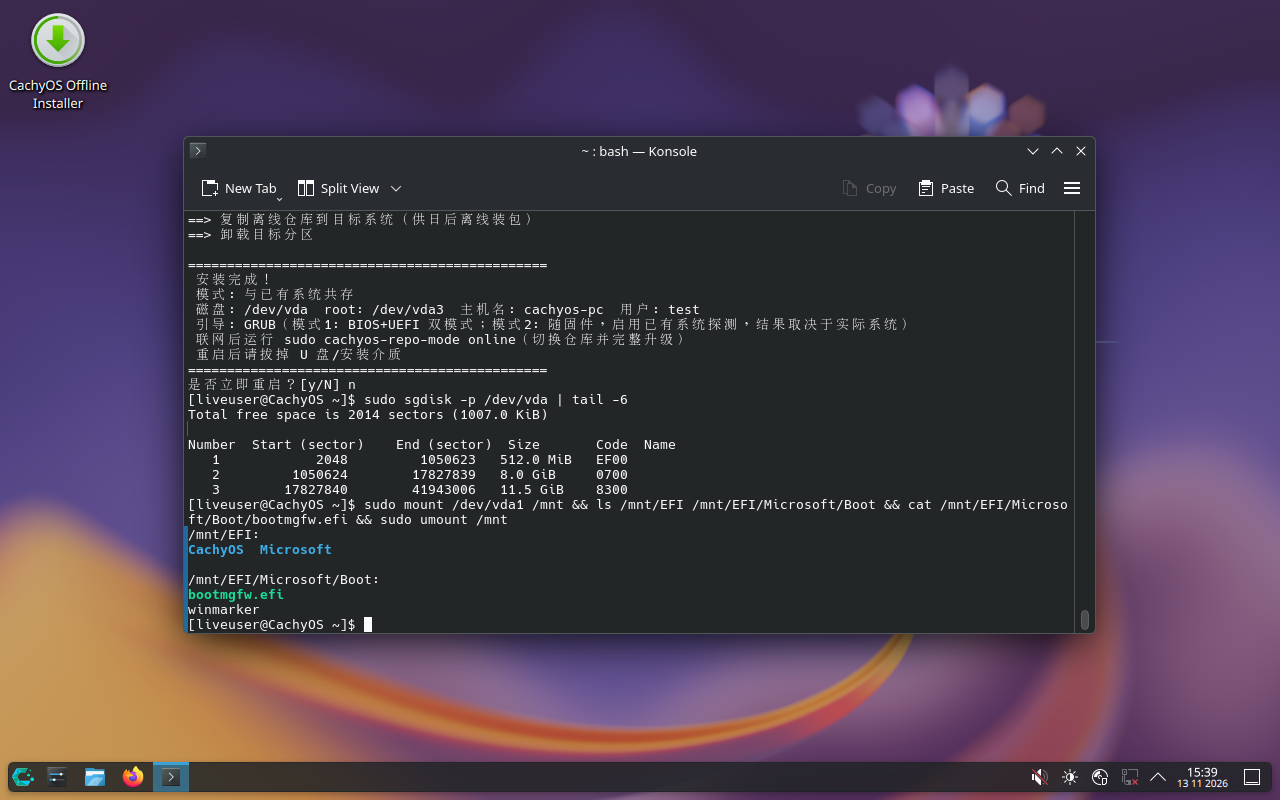 CachyOS Offline
Installer
~ : bash — Konsole
New Tab
Split View
Copy
Paste
Find
==> 复制离线仓库到目标系统（供日后离线装包）
==> 卸载目标分区
==============================================
安装完成！
模式: 与已有系统共存
磁盘: /dev/vda  root: /dev/vda3  主机名: cachyos-pc  用户: test
引导: GRUB（模式1: BIOS+UEFI 双模式；模式2: 随固件，启用已有系统探测，结果取决于实际系统）
联网后运行 sudo cachyos-repo-mode online（切换仓库并完整升级）
重启后请拔掉 U 盘/安装介质
==============================================
是否立即重启？[y/N] n
[liveuser@CachyOS ~]$ sudo sgdisk -p /dev/vda | tail -6
Total free space is 2014 sectors (1007.0 KiB)
Number  Start (sector)    End (sector)  Size       Code  Name
1            2048         1050623   512.0 MiB   EF00
2         1050624        17827839   8.0 GiB     0700
3        17827840        41943006   11.5 GiB    8300
[liveuser@CachyOS ~]$ sudo mount /dev/vda1 /mnt && ls /mnt/EFI /mnt/EFI/Microsoft/Boot && cat /mnt/EFI/Microso
ft/Boot/bootmgfw.efi && sudo umount /mnt
/mnt/EFI:
CachyOS  Microsoft
/mnt/EFI/Microsoft/Boot:
bootmgfw.efi
winmarker
[liveuser@CachyOS ~]$
15:39
13 11 2026